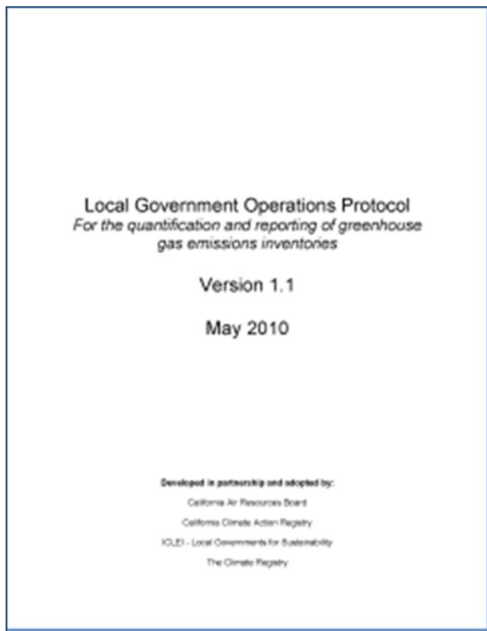 Local Government Operations Protocol
For the quantification and reporting of greenhouse
gas emissions inventories
Version 1.1
May 2010
Developed in partnership and adopted by:
California Air Resources Board
California Climate Action Registry
ICLEI - Local Governments for Sustainability
The Climate Registry